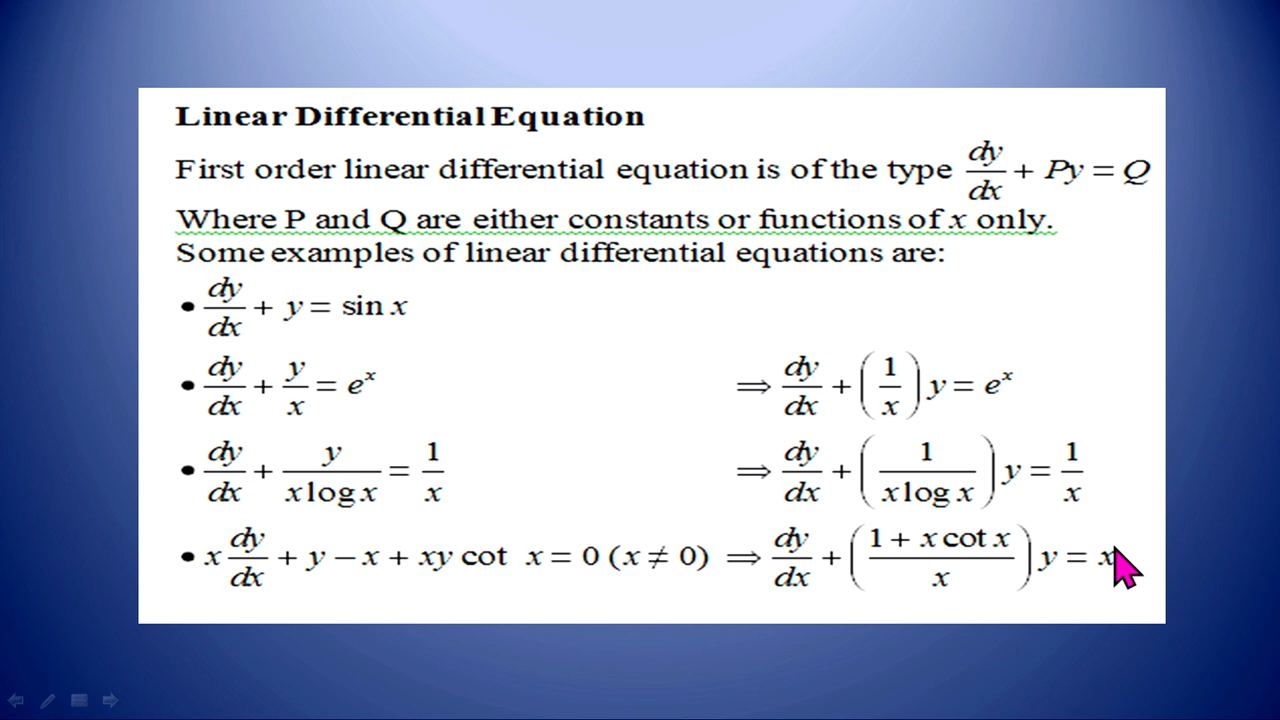 Linear Differential Equation
First order linear differential equation is of the type dy/dx + Py = Q
Where P and Q are either constants or functions of x only.
Some examples of linear differential equations are:
• dy/dx + y = sin x
• dy/dx + y/x = eˣ ⟹ dy/dx + (1/x) y = eˣ
• dy/dx + y/(x log x) = 1/x ⟹ dy/dx + (1/(x log x)) y = 1/x
• x dy/dx + y − x + xy cot x = 0 (x ≠ 0) ⟹ dy/dx + ((1 + x cot x)/x) y = x